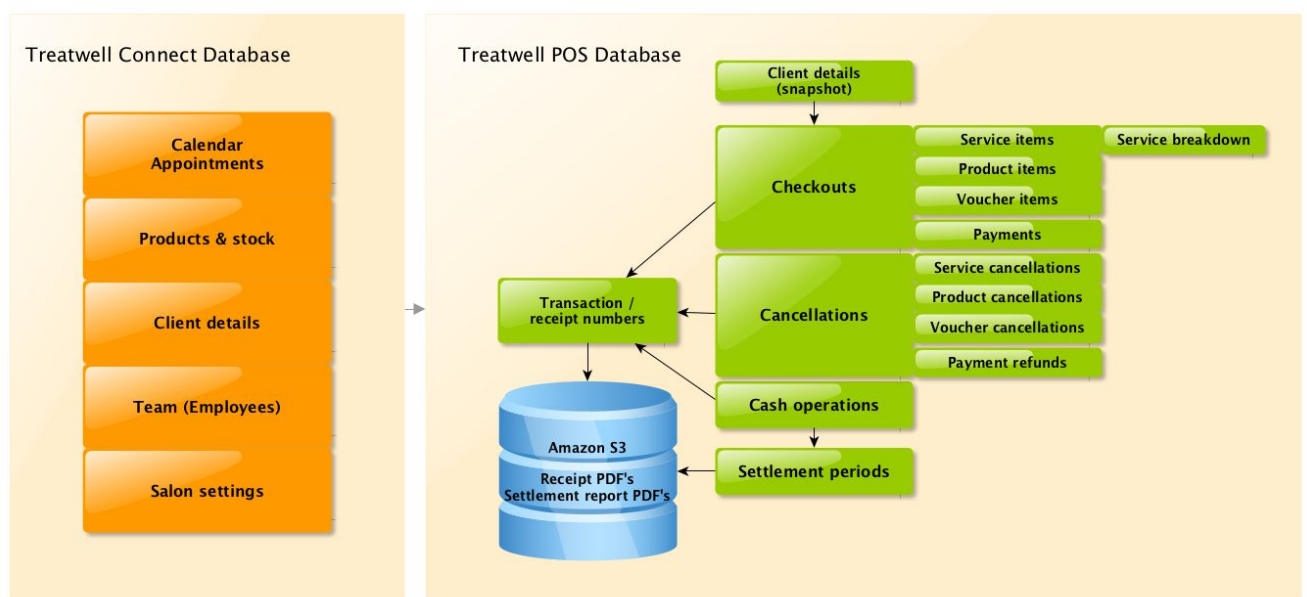 Treatwell Connect Database
Calendar
Appointments
Products & stock
Client details
Team (Employees)
Salon settings
Treatwell POS Database
Client details
(snapshot)
Checkouts
Service items
Service breakdown
Product items
Voucher items
Payments
Cancellations
Service cancellations
Product cancellations
Voucher cancellations
Payment refunds
Transaction /
receipt numbers
Cash operations
Settlement periods
Amazon S3
Receipt PDF's
Settlement report PDF's